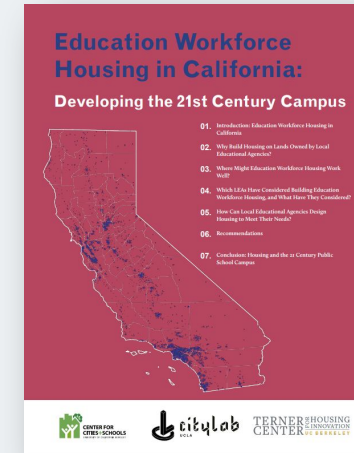 Education Workforce
Housing in California:
Developing the 21st Century Campus
01. Introduction: Education Workforce Housing in
California
02. Why Build Housing on Lands Owned by Local
Educational Agencies?
03. Where Might Education Workforce Housing Work
Well?
04. Which LEAs Have Considered Building Education
Workforce Housing, and What Have They Considered?
05. How Can Local Educational Agencies Design
Housing to Meet Their Needs?
06. Recommendations
07. Conclusion: Housing and the 21 Century Public
School Campus
CENTER FOR
CITIES+SCHOOLS
citylab
UCLA
TERNER HOUSING
CENTER INNOVATION
UC BERKELEY